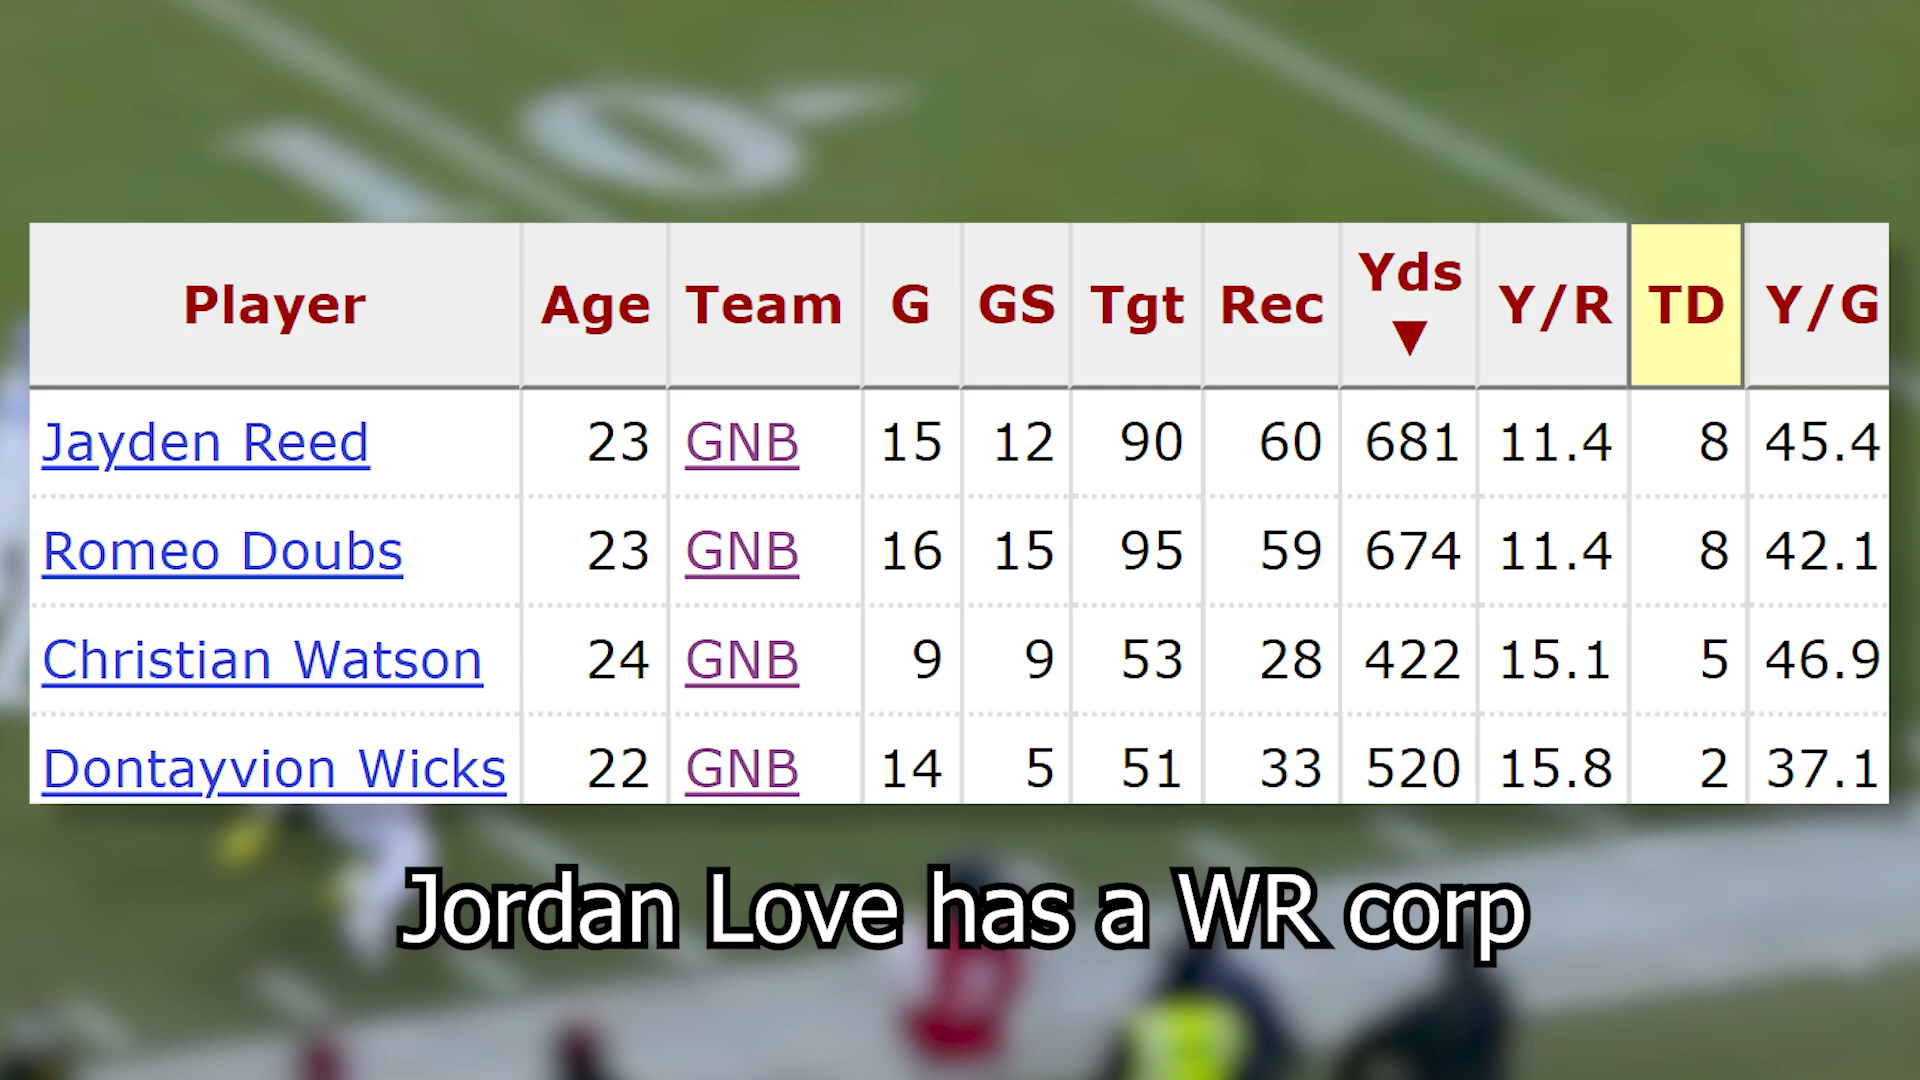 Player Age Team G GS Tgt Rec Yds ▼ Y/R TD Y/G
Jayden Reed 23 GNB 15 12 90 60 681 11.4 8 45.4
Romeo Doubs 23 GNB 16 15 95 59 674 11.4 8 42.1
Christian Watson 24 GNB 9 9 53 28 422 15.1 5 46.9
Dontayvion Wicks 22 GNB 14 5 51 33 520 15.8 2 37.1
Jordan Love has a WR corp